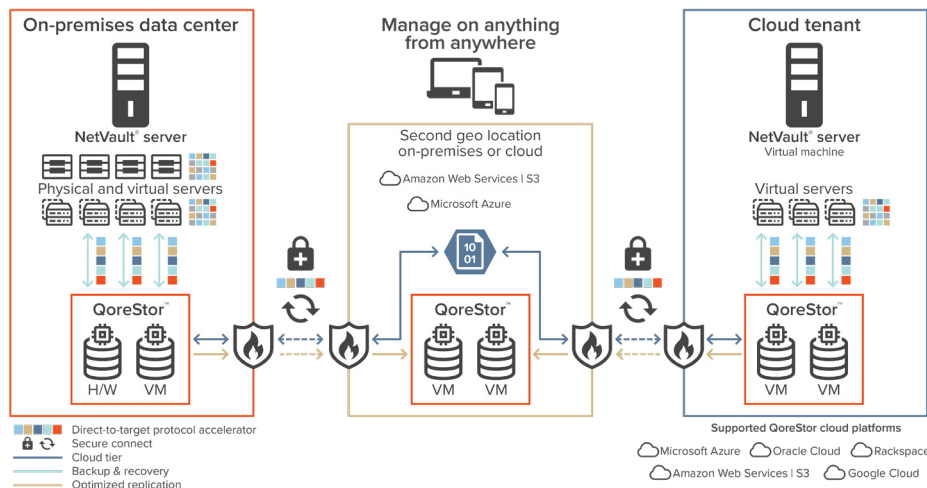 On-premises data center
NetVault® server
Physical and virtual servers
QoreStor™
H/W
VM
Manage on anything
from anywhere
Second geo location
on-premises or cloud
Amazon Web Services | S3
Microsoft Azure
10
01
QoreStor™
VM
VM
Cloud tenant
NetVault® server
Virtual machine
Virtual servers
QoreStor™
VM
VM
Direct-to-target protocol accelerator
Secure connect
Cloud tier
Backup & recovery
Optimized replication
Supported QoreStor cloud platforms
Microsoft Azure
Oracle Cloud
Rackspace
Amazon Web Services | S3
Google Cloud